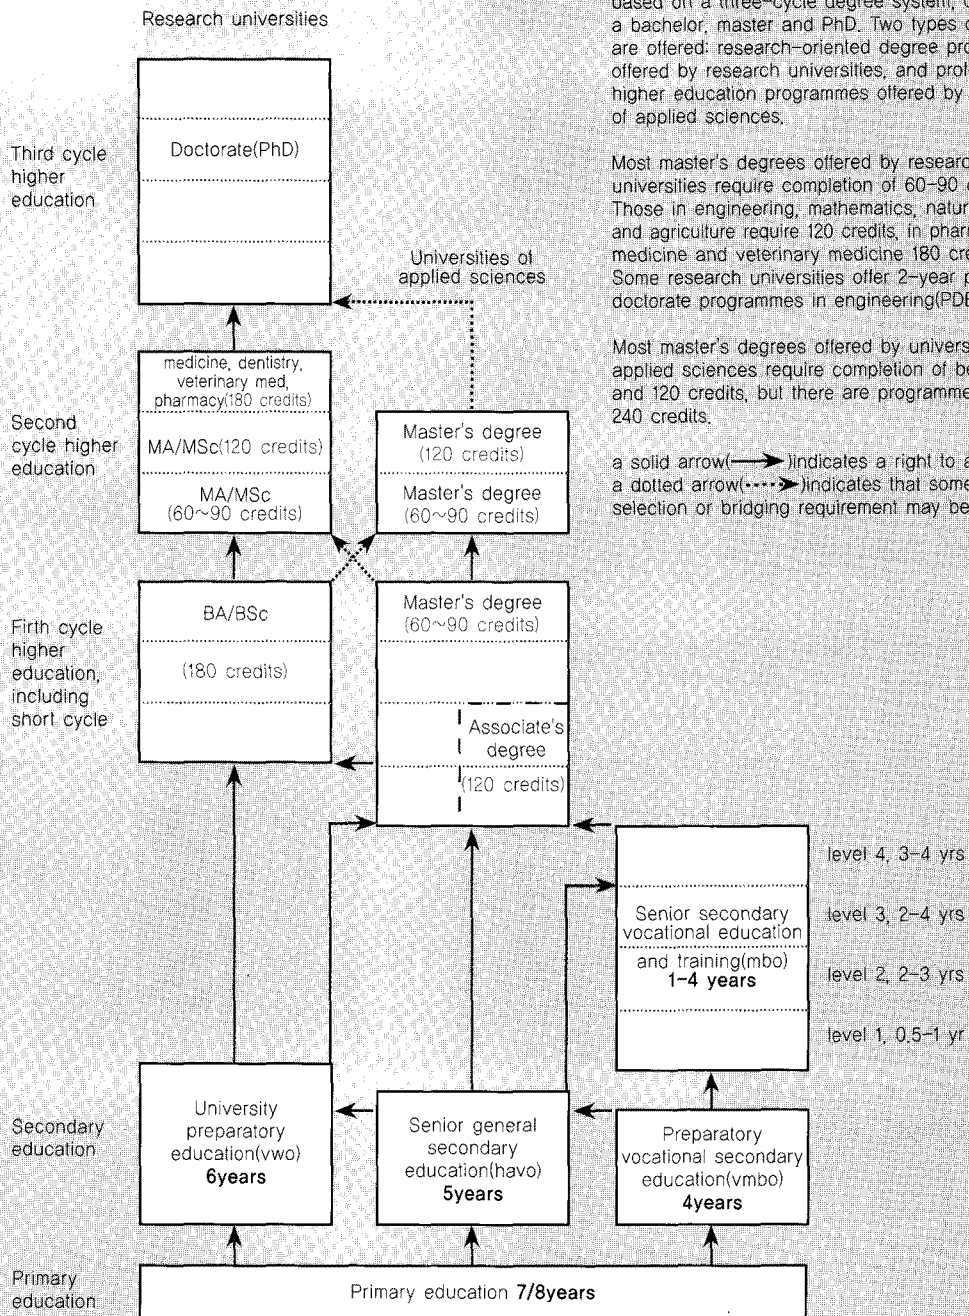 Research universities
based on a three-cycle degree system,
a bachelor, master and PhD. Two types
are offered: research-oriented degree
offered by research universities, and
higher education programmes offered by
of applied sciences.
Most master's degrees offered by
universities require completion of 60-90
Those in engineering, mathematics,
and agriculture require 120 credits, in
medicine and veterinary medicine 180
Some research universities offer 2-year
doctorate programmes in
Most master's degrees offered by
applied sciences require completion of
and 120 credits, but there are
240 credits.
a solid arrow(→)indicates a right to
a dotted arrow(····➤)indicates that some
selection or bridging requirement may be
Third cycle
higher
education
Doctorate(PhD)
Universities of
applied sciences
Second
cycle higher
education
medicine, dentistry,
veterinary med,
pharmacy(180 credits)
MA/MSc(120 credits)
MA/MSc
(60~90 credits)
Master's degree
(120 credits)
Master's degree
(60~90 credits)
Firth cycle
higher
education,
including
short cycle
BA/BSc
(180 credits)
Master's degree
(60~90 credits)
Associate's
degree
(120 credits)
Senior secondary
vocational education
and training(mbo)
1-4 years
level 4, 3-4 yrs
level 3, 2-4 yrs
level 2, 2-3 yrs
level 1, 0.5-1 yr
Secondary
education
University
preparatory
education(vwo)
6years
Senior general
secondary
education(havo)
5years
Preparatory
vocational secondary
education(vmbo)
4years
Primary
education
Primary education 7/8years